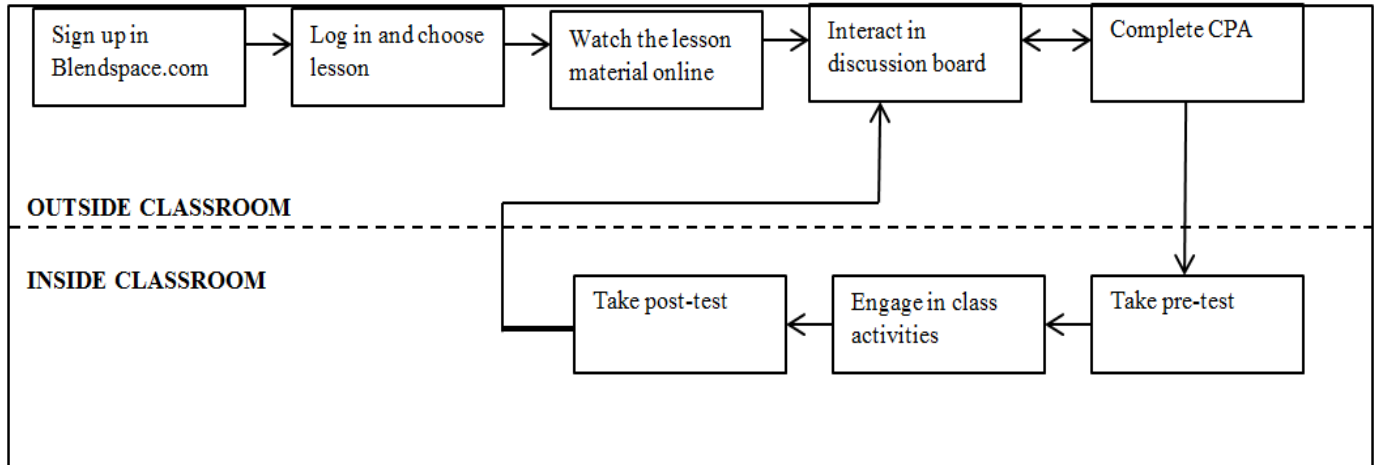 Sign up in
Blendspace.com
Log in and choose
lesson
Watch the lesson
material online
Interact in
discussion board
Complete CPA
OUTSIDE CLASSROOM
INSIDE CLASSROOM
Take post-test
Engage in class
activities
Take pre-test